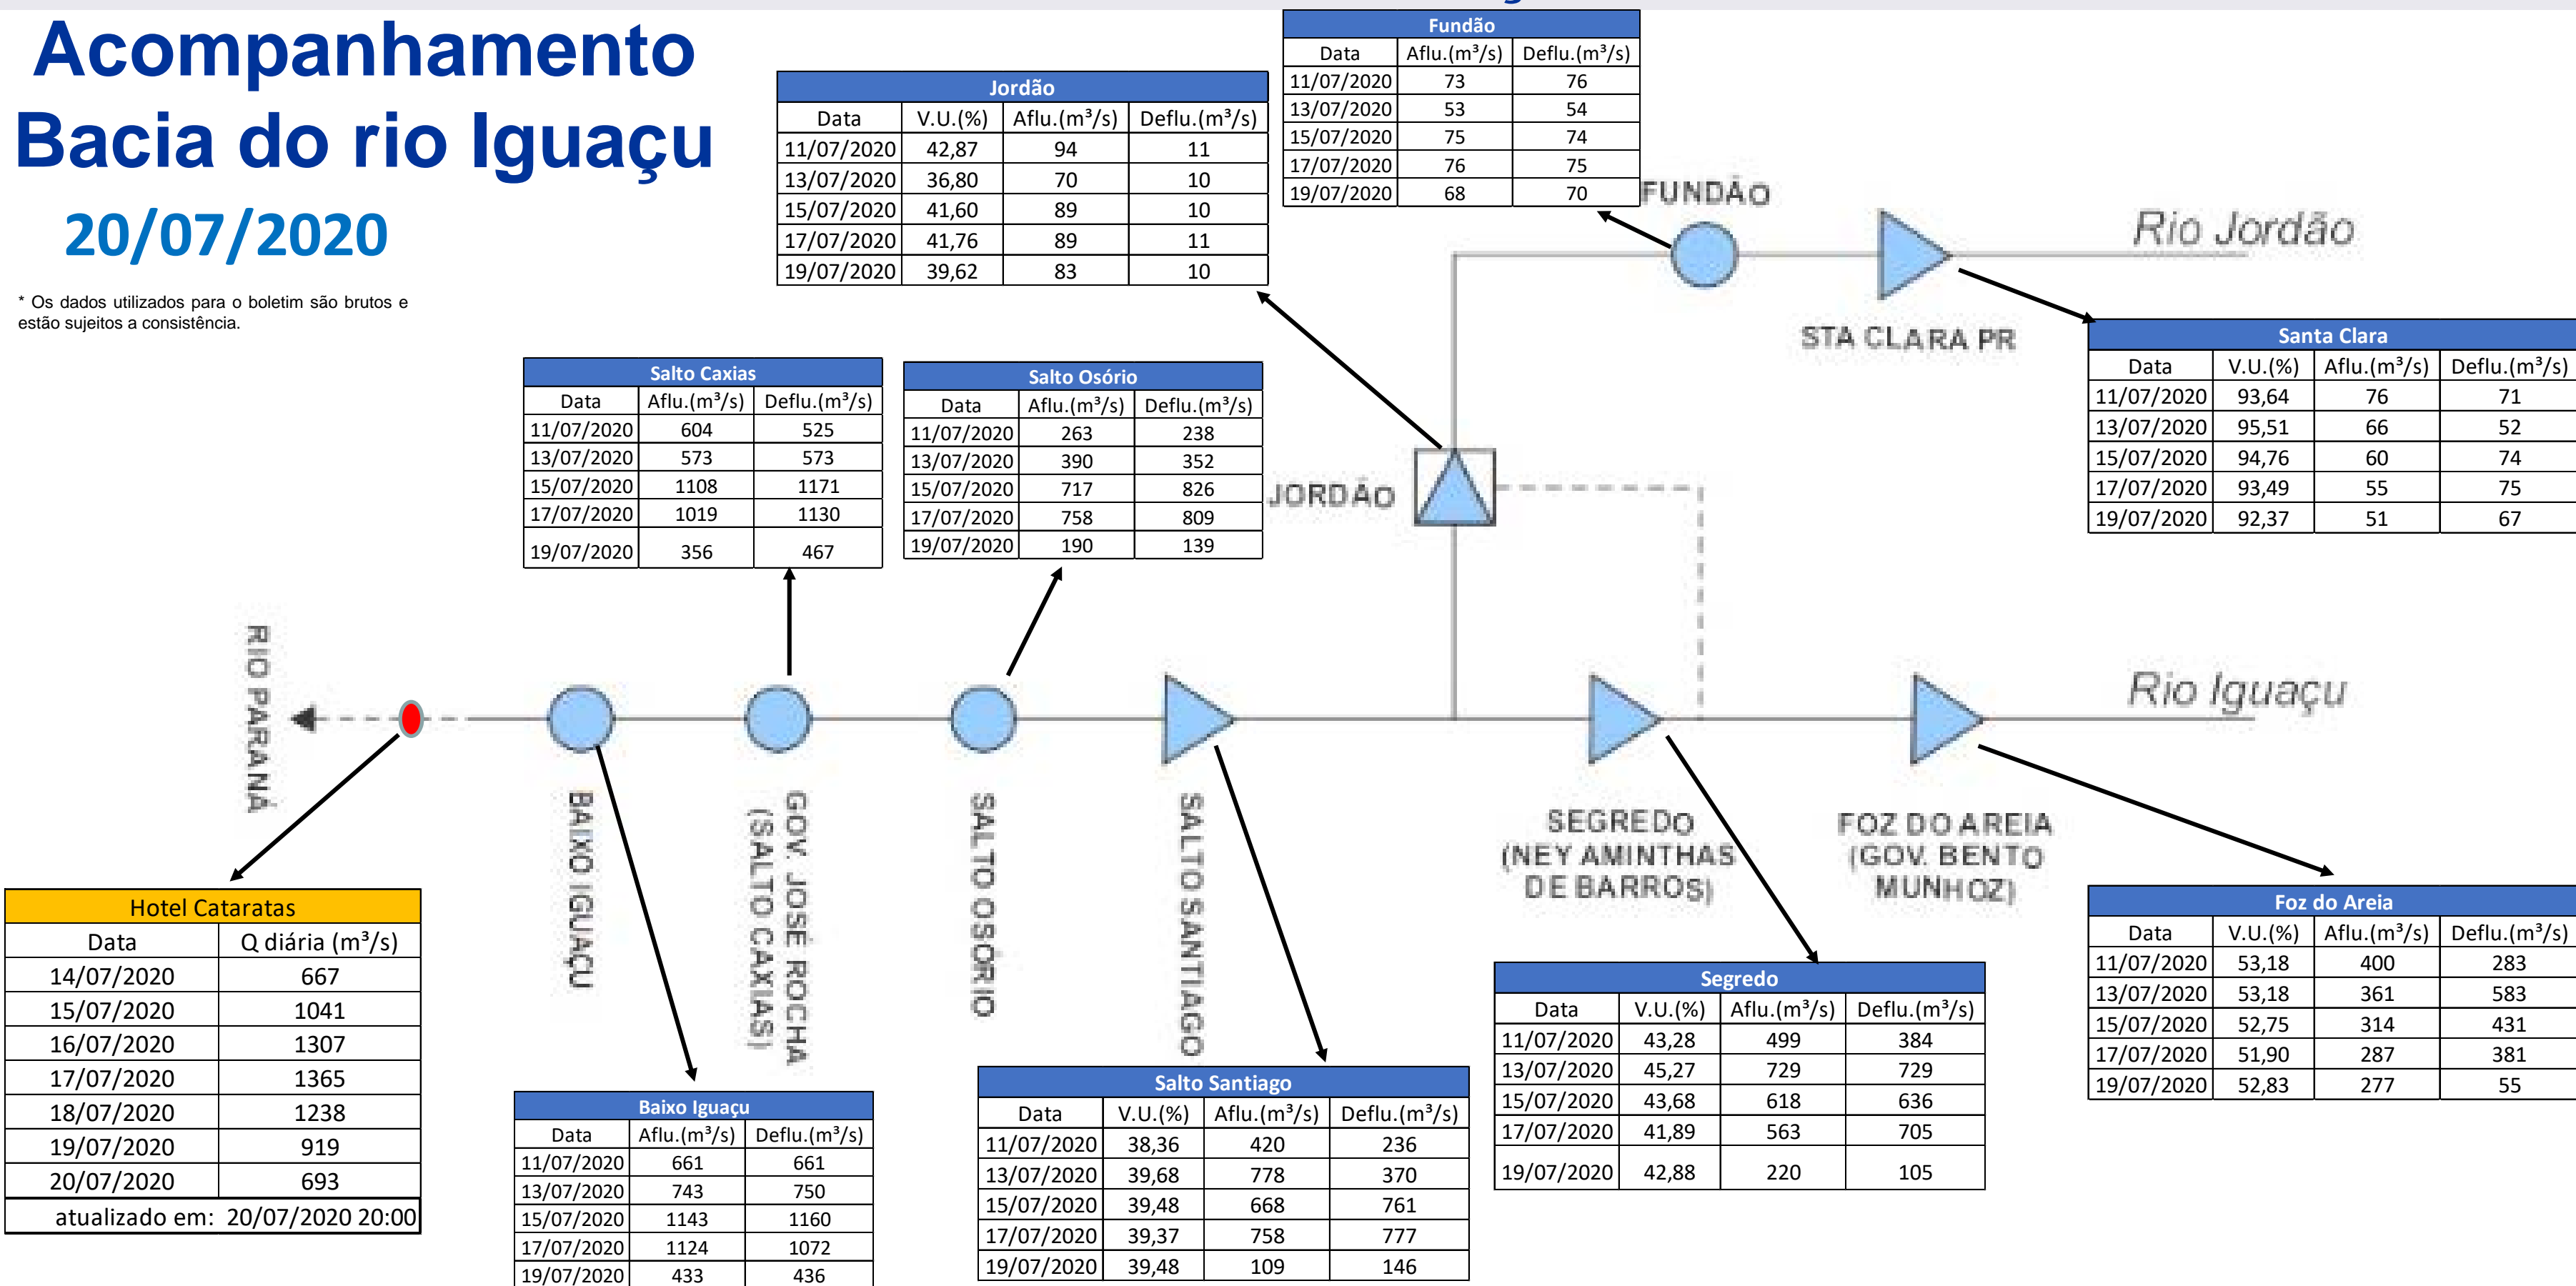 Acompanhamento
Bacia do rio Iguaçu
20/07/2020
* Os dados utilizados para o boletim são brutos e
estão sujeitos a consistência.
Fundão
Data Aflu.(m³/s) Deflu.(m³/s)
11/07/2020 73 76
13/07/2020 53 54
15/07/2020 75 74
17/07/2020 76 75
19/07/2020 68 70
Jordão
Data V.U.(%) Aflu.(m³/s) Deflu.(m³/s)
11/07/2020 42,87 94 11
13/07/2020 36,80 70 10
15/07/2020 41,60 89 10
17/07/2020 41,76 89 11
19/07/2020 39,62 83 10
FUNDÃO
Rio Jordão
STA CLARA PR
Santa Clara
Data V.U.(%) Aflu.(m³/s) Deflu.(m³/s)
11/07/2020 93,64 76 71
13/07/2020 95,51 66 52
15/07/2020 94,76 60 74
17/07/2020 93,49 55 75
19/07/2020 92,37 51 67
Salto Caxias
Data Aflu.(m³/s) Deflu.(m³/s)
11/07/2020 604 525
13/07/2020 573 573
15/07/2020 1108 1171
17/07/2020 1019 1130
19/07/2020 356 467
Salto Osório
Data Aflu.(m³/s) Deflu.(m³/s)
11/07/2020 263 238
13/07/2020 390 352
15/07/2020 717 826
17/07/2020 758 809
19/07/2020 190 139
JORDÃO
RIO PARANÁ
Rio Iguaçu
BAIXO IGUAÇU
GOV. JOSÉ ROCHA
(SALTO CAXIAS)
SALTO OSÓRIO
SALTO SANTIAGO
SEGREDO
(NEY AMINTHAS
DE BARROS)
FOZ DO AREIA
(GOV. BENTO
MUNHOZ)
Hotel Cataratas
Data Q diária (m³/s)
14/07/2020 667
15/07/2020 1041
16/07/2020 1307
17/07/2020 1365
18/07/2020 1238
19/07/2020 919
20/07/2020 693
atualizado em: 20/07/2020 20:00
Baixo Iguaçu
Data Aflu.(m³/s) Deflu.(m³/s)
11/07/2020 661 661
13/07/2020 743 750
15/07/2020 1143 1160
17/07/2020 1124 1072
19/07/2020 433 436
Salto Santiago
Data V.U.(%) Aflu.(m³/s) Deflu.(m³/s)
11/07/2020 38,36 420 236
13/07/2020 39,68 778 370
15/07/2020 39,48 668 761
17/07/2020 39,37 758 777
19/07/2020 39,48 109 146
Segredo
Data V.U.(%) Aflu.(m³/s) Deflu.(m³/s)
11/07/2020 43,28 499 384
13/07/2020 45,27 729 729
15/07/2020 43,68 618 636
17/07/2020 41,89 563 705
19/07/2020 42,88 220 105
Foz do Areia
Data V.U.(%) Aflu.(m³/s) Deflu.(m³/s)
11/07/2020 53,18 400 283
13/07/2020 53,18 361 583
15/07/2020 52,75 314 431
17/07/2020 51,90 287 381
19/07/2020 52,83 277 55